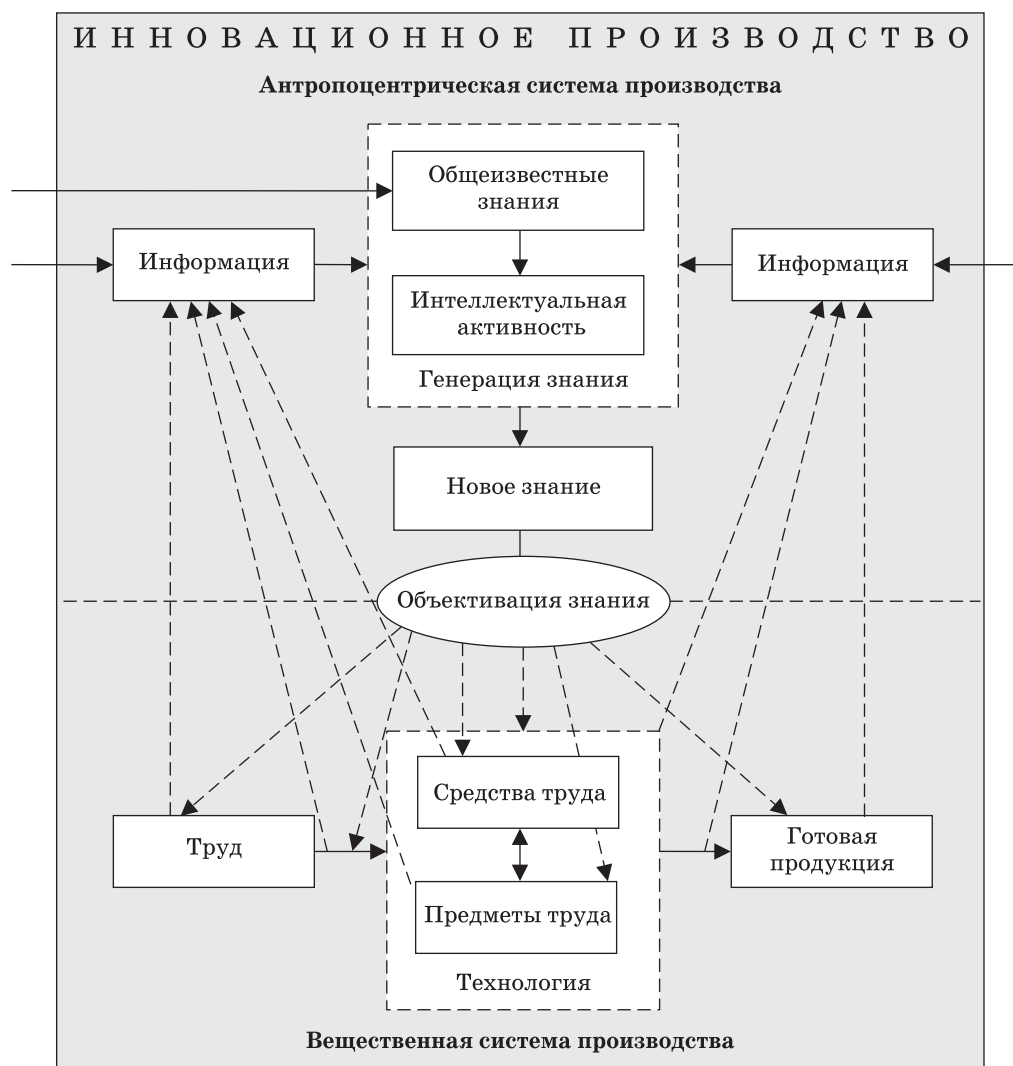 ИННОВАЦИОННОЕ ПРОИЗВОДСТВО
Антропоцентрическая система производства
Общеизвестные
знания
Информация
Информация
Интеллектуальная
активность
Генерация знания
Новое знание
Объективация знания
Средства труда
Труд
Готовая
продукция
Предметы труда
Технология
Вещественная система производства